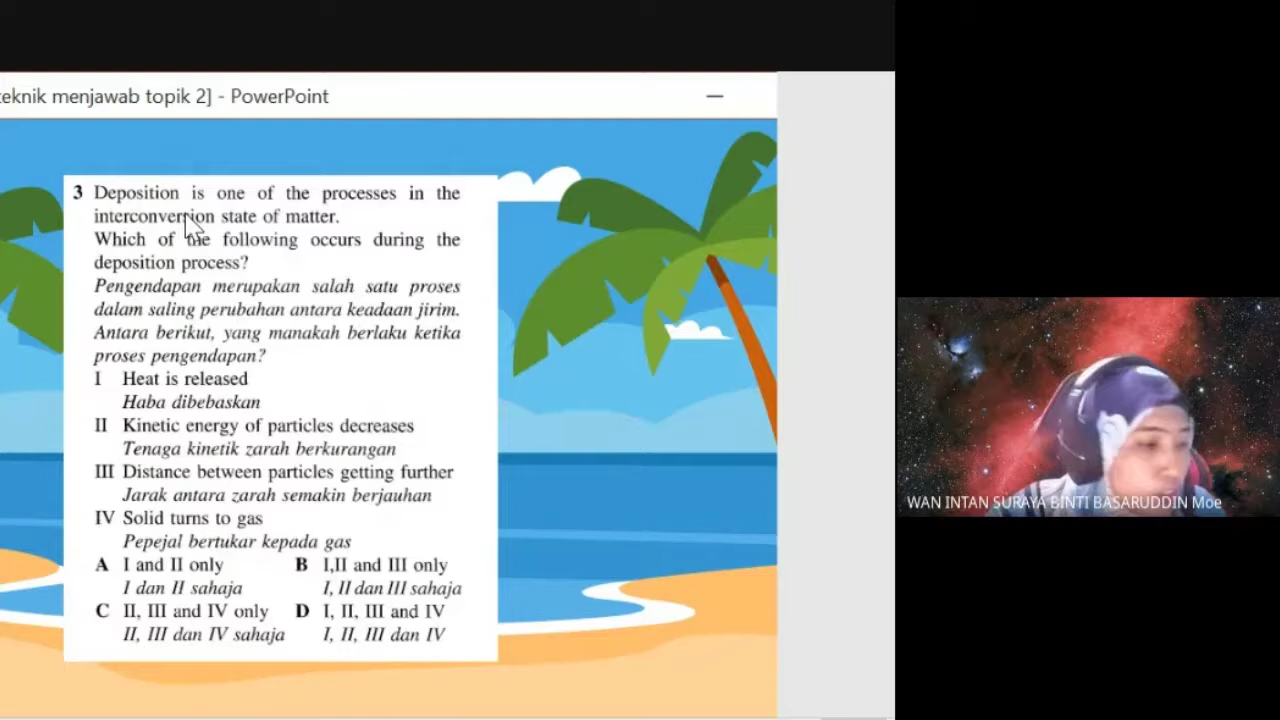 eknik menjawab topik 2] - PowerPoint
3 Deposition is one of the processes in the
interconversion state of matter.
Which of the following occurs during the
deposition process?
Pengendapan merupakan salah satu proses
dalam saling perubahan antara keadaan jirim.
Antara berikut, yang manakah berlaku ketika
proses pengendapan?
I Heat is released
Haba dibebaskan
II Kinetic energy of particles decreases
Tenaga kinetik zarah berkurangan
III Distance between particles getting further
Jarak antara zarah semakin berjauhan
IV Solid turns to gas
Pepejal bertukar kepada gas
A I and II only B I,II and III only
I dan II sahaja I, II dan III sahaja
C II, III and IV only D I, II, III and IV
II, III dan IV sahaja I, II, III dan IV
WAN INTAN SURAYA BINTI BASARUDDIN Moe